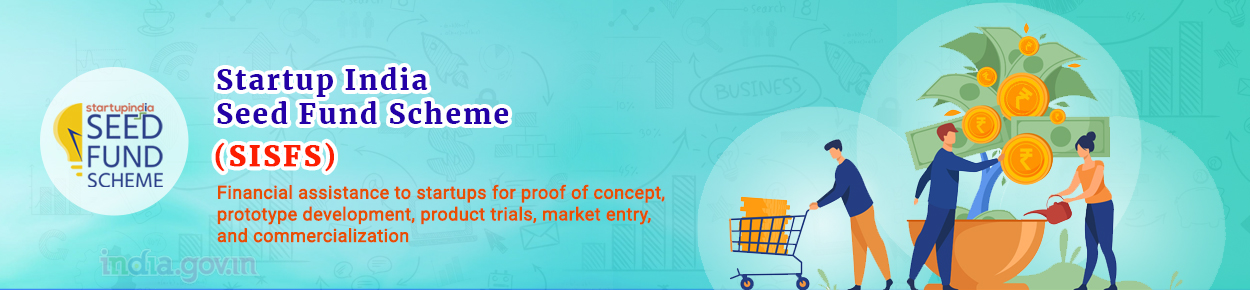 startupindia
SEED
FUND
SCHEME
Startup India
Seed Fund Scheme
(SISFS)
Financial assistance to startups for proof of concept,
prototype development, product trials, market entry,
and commercialization
india.gov.in
BUSINESS
Search